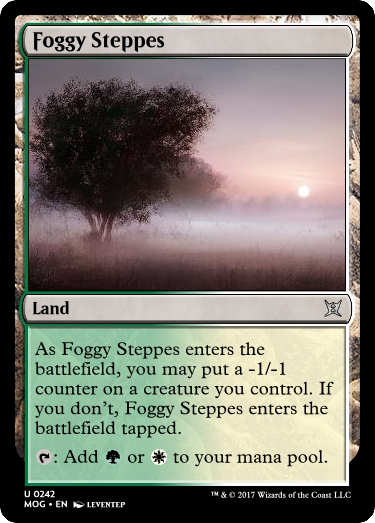 Foggy Steppes
Land
As Foggy Steppes enters the
battlefield, you may put a -1/-1
counter on a creature you control. If
you don't, Foggy Steppes enters the
battlefield tapped.
: Add or to your mana pool.
U 0242
MOG • EN LEVENTEP
™ & © 2017 Wizards of the Coast LLC